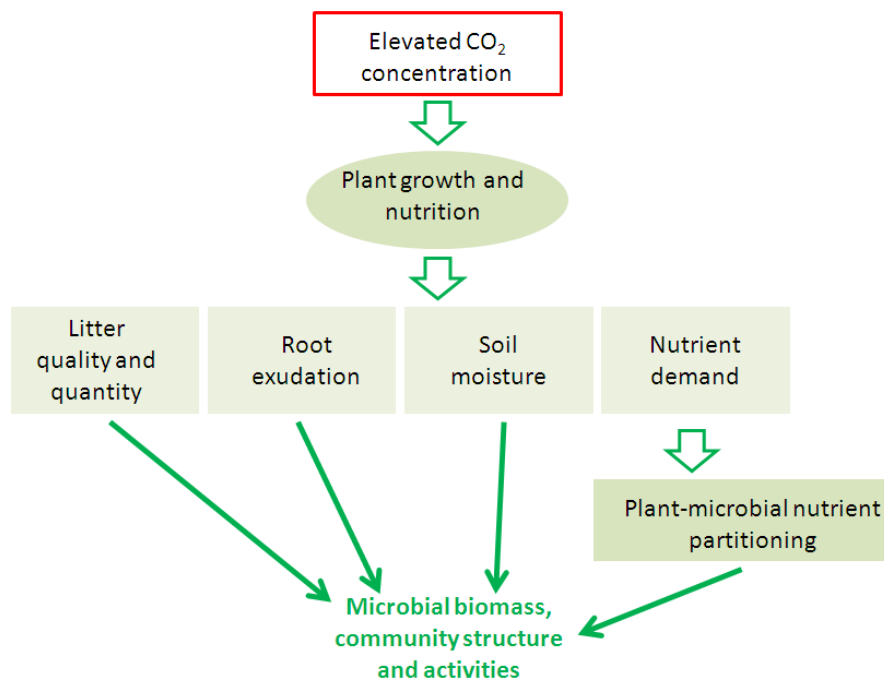 Elevated CO₂
concentration
Plant growth and
nutrition
Litter
quality and
quantity
Root
exudation
Soil
moisture
Nutrient
demand
Plant-microbial nutrient
partitioning
Microbial biomass,
community structure
and activities